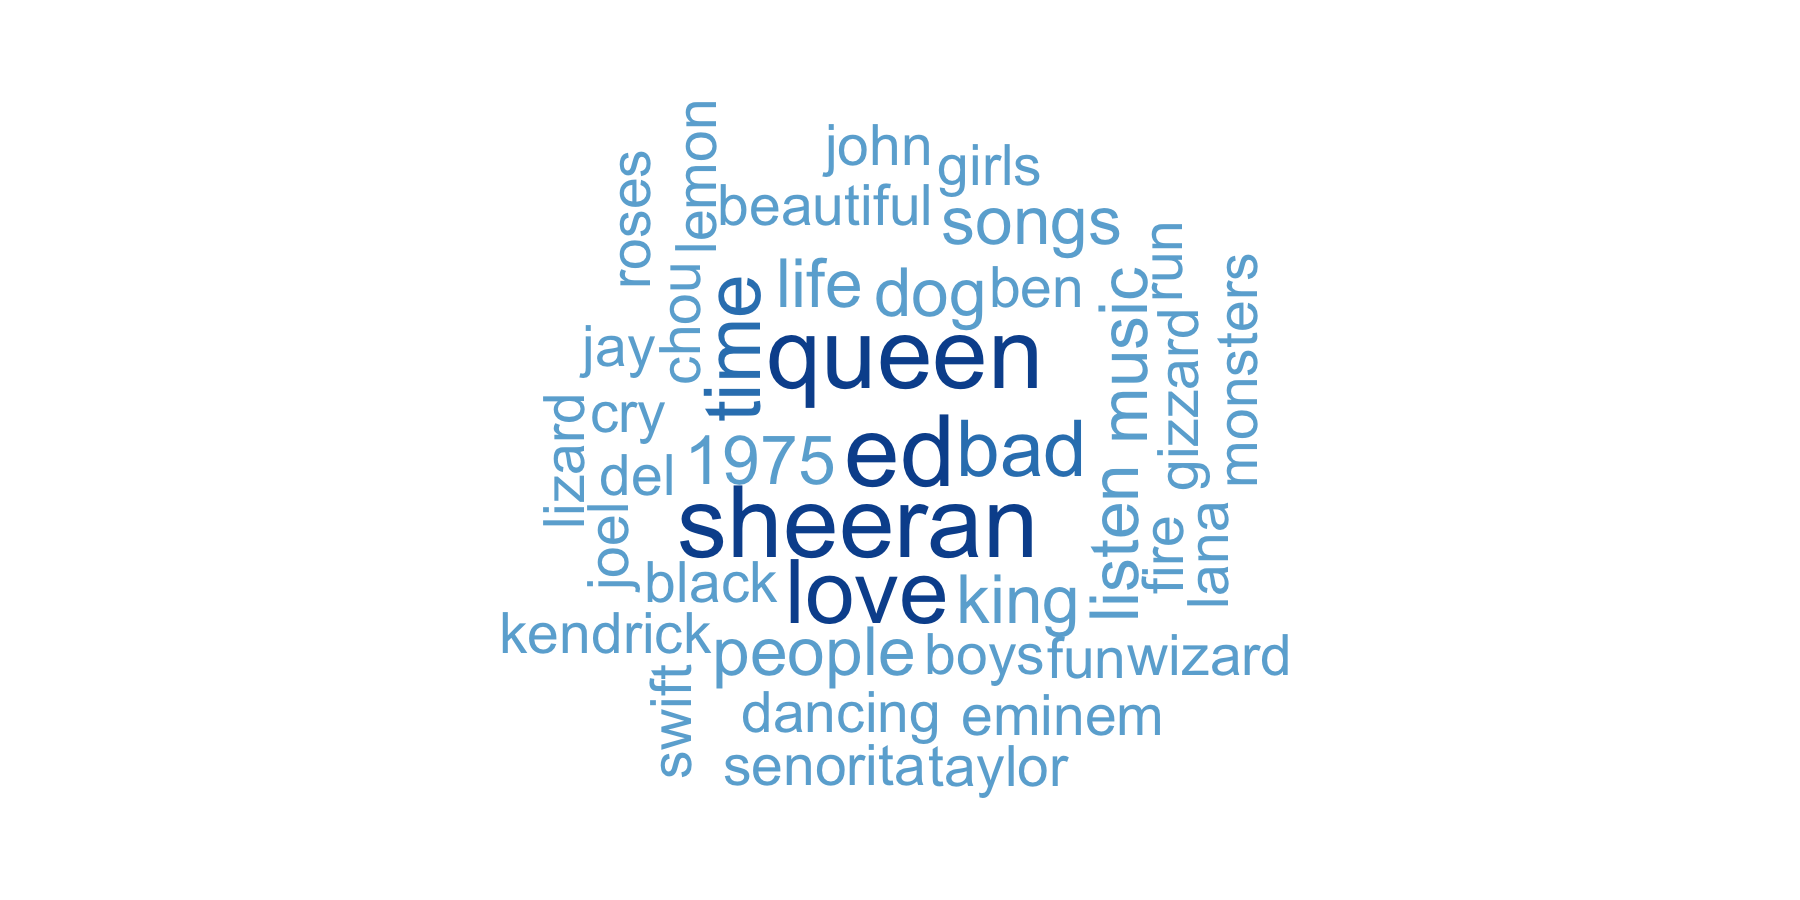 lemon
john
girls
roses
beautiful
songs
run
chou
time
life
dog
ben
music
monsters
jay
queen
gizzard
lizard
cry
1975
ed
bad
del
listen
joel
sheeran
fire
lana
black
love
king
kendrick
people
boys
fun
wizard
swift
dancing
eminem
senorita
taylor